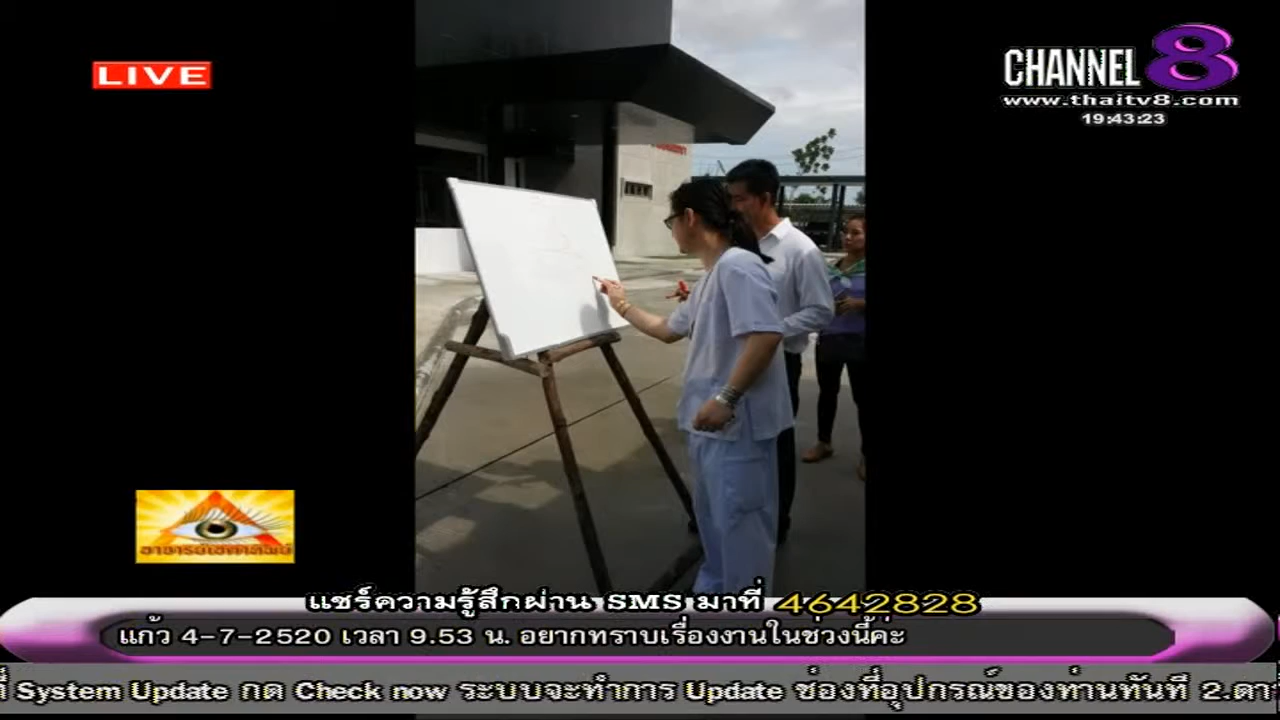 LIVE
CHANNEL 8
www.thaitv8.com
19:43:23
แชร์ความรู้สึกผ่าน SMS มาที่ 4642828
แก้ว 4-7-2520 เวลา 9.53 น. อยากทราบเรื่องงานในช่วงนี้ค่ะ
ที่ System Update กด Check now ระบบจะทำการ Update ช่องที่อุปกรณ์ของท่านทันที 2.ดาว